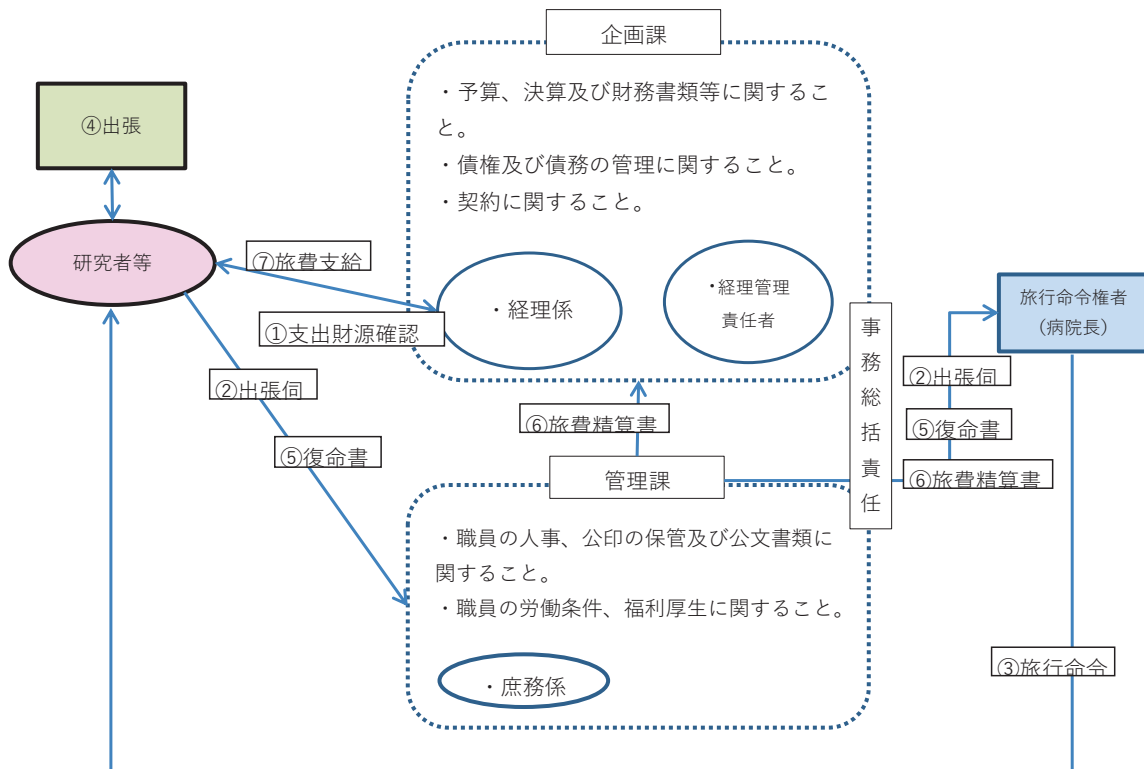 企画課
・予算、決算及び財務書類等に関するこ
と。
・債権及び債務の管理に関すること。
・契約に関すること。
④出張
研究者等
⑦旅費支給
①支出財源確認
・経理係
・経理管理
責任者
事務総括責任
旅行命令権者
（病院長）
②出張伺
⑤復命書
⑥旅費精算書
②出張伺
⑤復命書
⑥旅費精算書
管理課
・職員の人事、公印の保管及び公文書類に
関すること。
・職員の労働条件、福利厚生に関すること。
・庶務係
③旅行命令